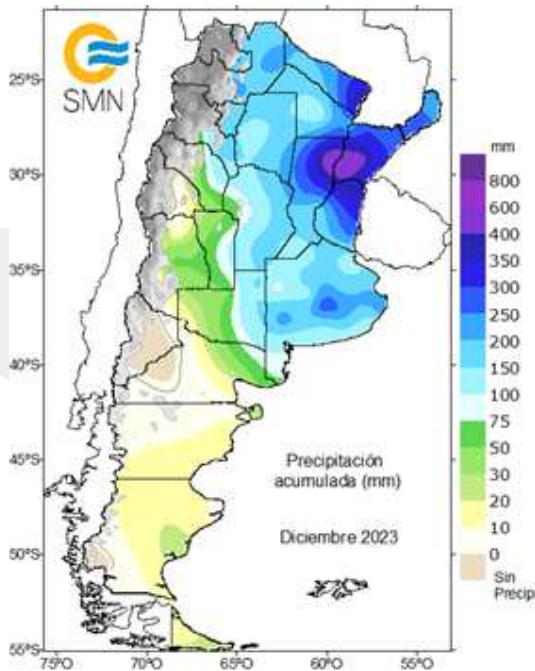 SMN
25°S
30°S
35°S
40°S
45°S
50°S
55°S
75°O
70°O
65°O
60°O
55°O
Precipitación
acumulada (mm)
Diciembre 2023
mm
800
600
400
350
300
250
200
150
100
75
50
30
20
10
0
Sin
Precip